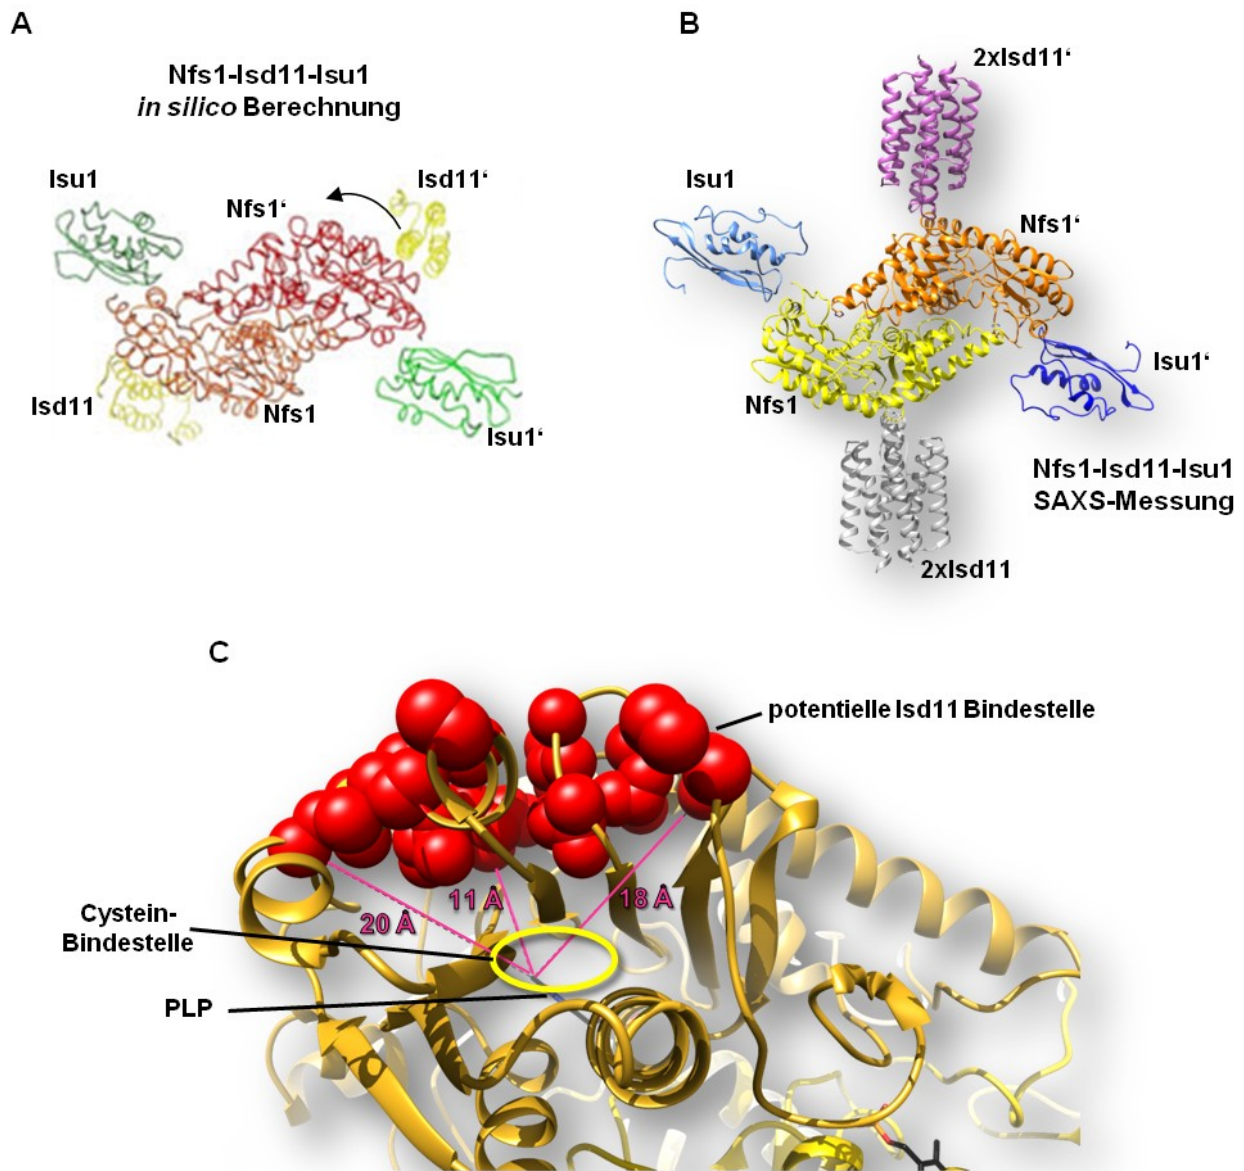 A
Nfs1-Isd11-Isu1
in silico Berechnung
Isu1
Nfs1‘
Isd11‘
Isd11
Nfs1
Isu1‘
B
2xIsd11‘
Isu1
Nfs1‘
Nfs1
Isu1‘
Nfs1-Isd11-Isu1
SAXS-Messung
2xIsd11
C
potentielle Isd11 Bindestelle
11 Å
18 Å
20 Å
Cystein-
Bindestelle
PLP